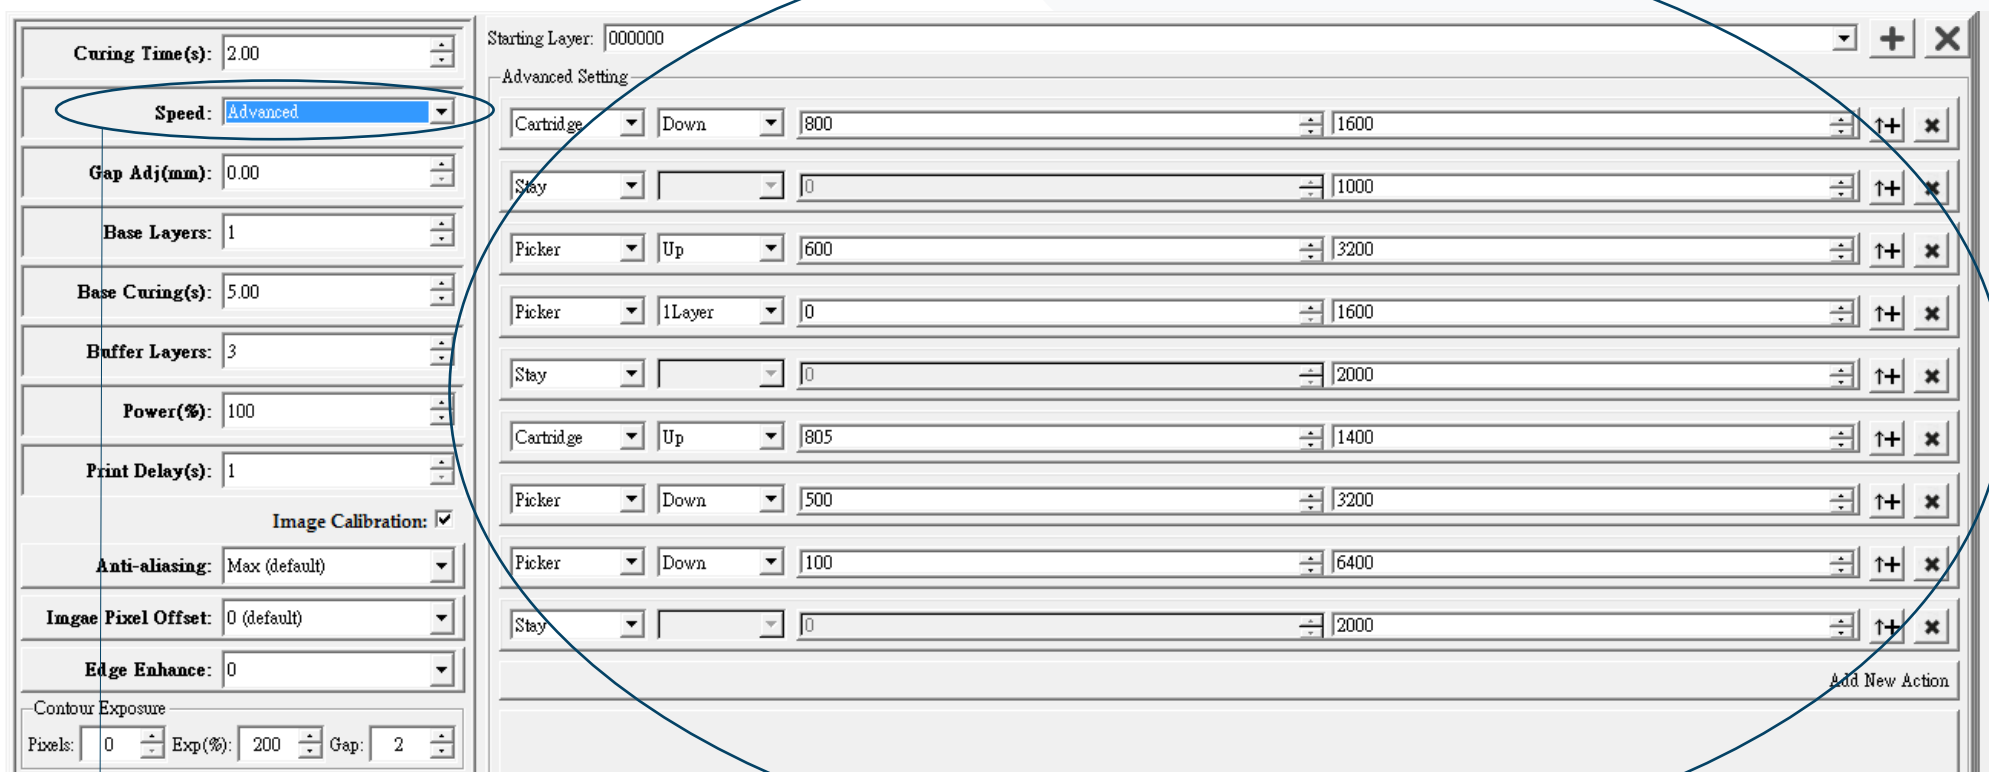 Curing Time(s): 2.00
Speed: Advanced
Gap Adj(mm): 0.00
Base Layers: 1
Base Curing(s): 5.00
Buffer Layers: 3
Power(%): 100
Print Delay(s): 1
Image Calibration:
Anti-aliasing: Max (default)
Imgae Pixel Offset: 0 (default)
Edge Enhance: 0
Contour Exposure
Pixels: 0 Exp(%): 200 Gap: 2
Starting Layer: 000000
Advanced Setting
Cartridge Down 800 1600
Stay 0 1000
Picker Up 600 3200
Picker 1Layer 0 1600
Stay 0 2000
Cartridge Up 805 1400
Picker Down 500 3200
Picker Down 100 6400
Stay 0 2000
Add New Action